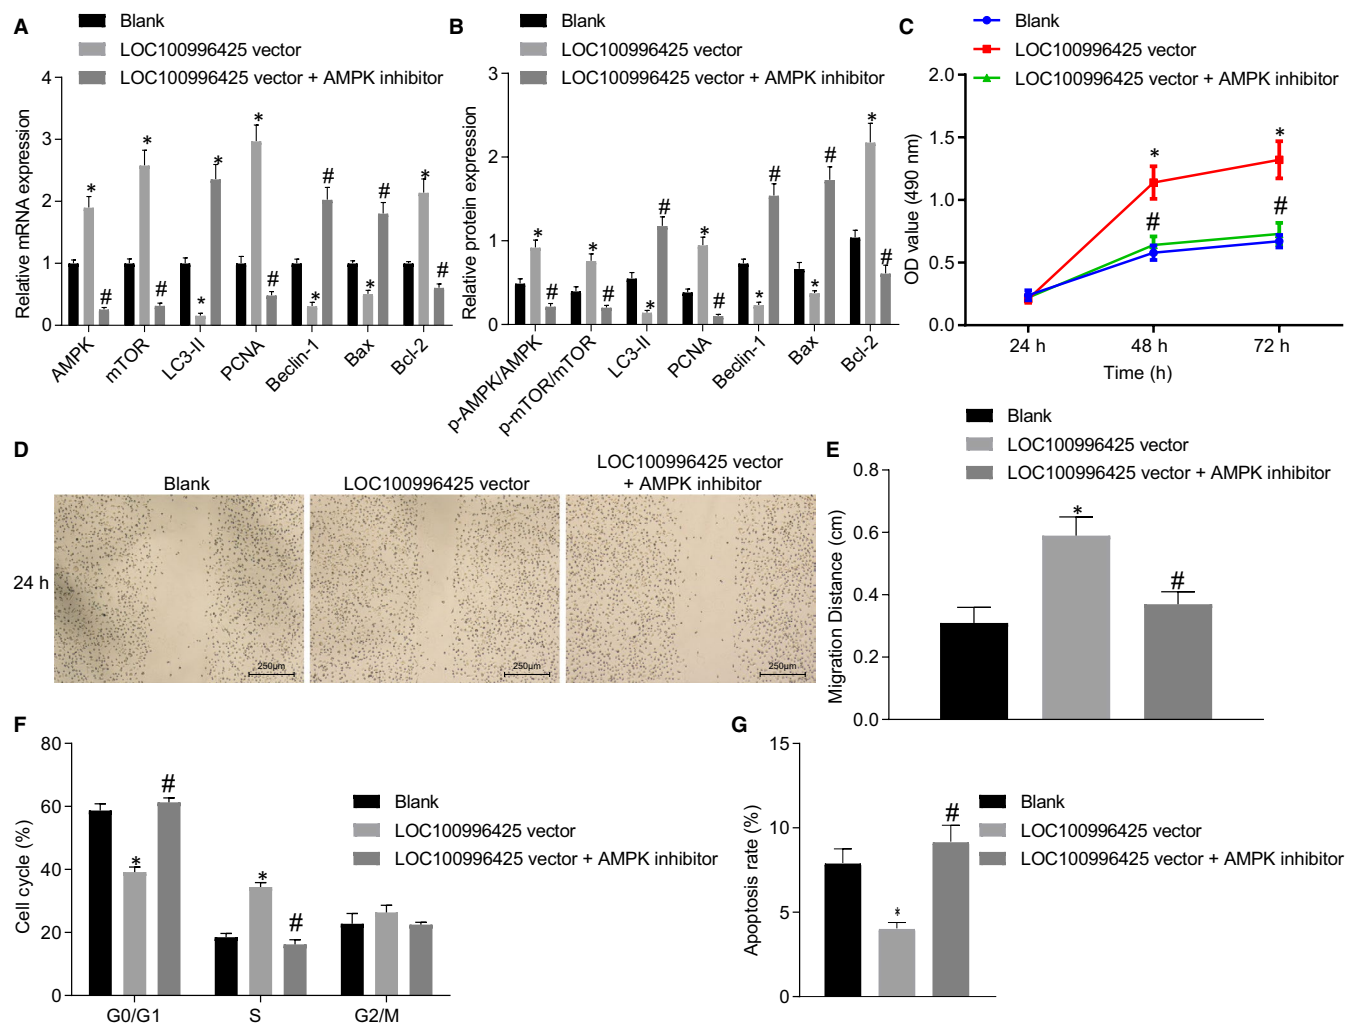 A
Blank
LOC100996425 vector
LOC100996425 vector + AMPK inhibitor
Relative mRNA expression
4
3
2
1
0
* # * # * * * # * # * # * #
AMPK
mTOR
LC3-II
PCNA
Beclin-1
Bax
Bcl-2
B
Blank
LOC100996425 vector
LOC100996425 vector + AMPK inhibitor
Relative protein expression
3
2
1
0
* # * # * # * # * # * # * #
p-AMPK/AMPK
p-mTOR/mTOR
LC3-II
PCNA
Beclin-1
Bax
Bcl-2
C
Blank
LOC100996425 vector
LOC100996425 vector + AMPK inhibitor
OD value (490 nm)
2.0
1.5
1.0
0.5
0.0
* *
# #
24 h
48 h
72 h
Time (h)
D
Blank
LOC100996425 vector
LOC100996425 vector
+ AMPK inhibitor
24 h
250μm
250μm
250μm
E
Blank
LOC100996425 vector
LOC100996425 vector + AMPK inhibitor
Migration Distance (cm)
0.8
0.6
0.4
0.2
0.0
* #
F
Blank
LOC100996425 vector
LOC100996425 vector + AMPK inhibitor
Cell cycle (%)
80
60
40
20
0
* # * #
G0/G1
S
G2/M
G
Blank
LOC100996425 vector
LOC100996425 vector + AMPK inhibitor
Apoptosis rate (%)
15
10
5
0
* #